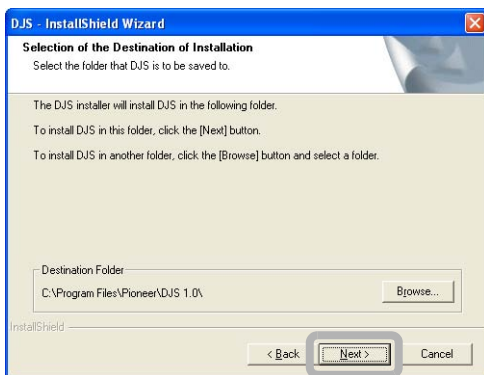 DJS - InstallShield Wizard
Selection of the Destination of Installation
Select the folder that DJS is to be saved to.
The DJS installer will install DJS in the following folder.
To install DJS in this folder, click the [Next] button.
To install DJS in another folder, click the [Browse] button and select a folder.
Destination Folder
C:\Program Files\Pioneer\DJS 1.0\
Browse...
InstallShield
< Back
Next >
Cancel